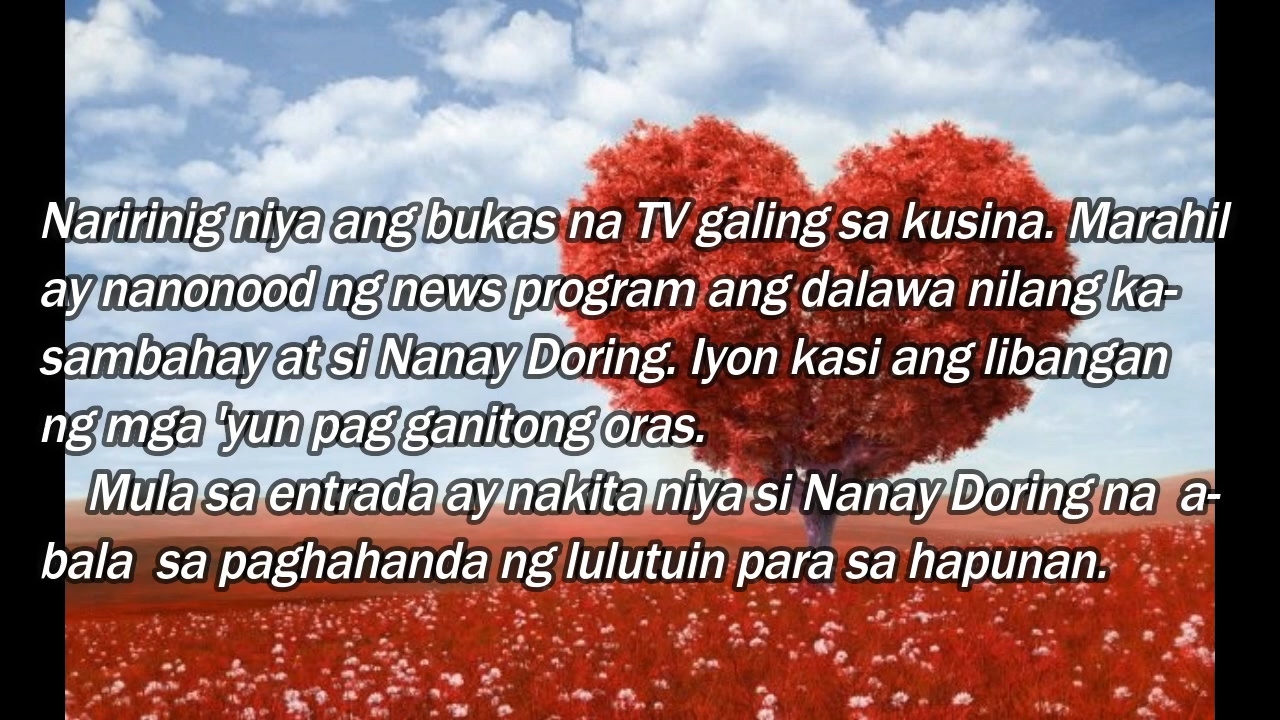 Naririnig niya ang bukas na TV galing sa kusina. Marahil
ay nanonood ng news program ang dalawa nilang ka-
sambahay at si Nanay Doring. Iyon kasi ang libangan
ng mga 'yun pag ganitong oras.
Mula sa entrada ay nakita niya si Nanay Doring na a-
bala sa paghahanda ng lulutuin para sa hapunan.